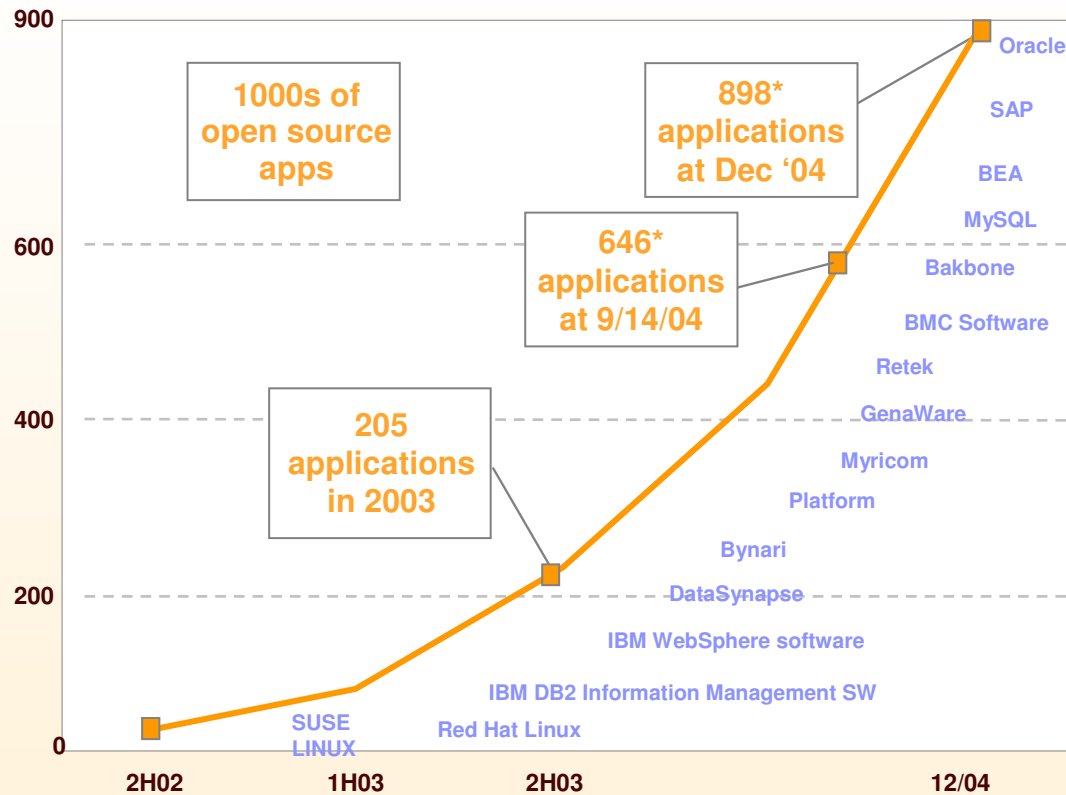 900
Oracle
1000s of
open source
apps
898*
applications
at Dec ‘04
SAP
BEA
MySQL
646*
applications
at 9/14/04
600
Bakbone
BMC Software
Retek
GenaWare
400
205
applications
in 2003
Myricom
Platform
Bynari
DataSynapse
200
IBM WebSphere software
IBM DB2 Information Management SW
SUSE
LINUX
Red Hat Linux
0
2H02
1H03
2H03
12/04